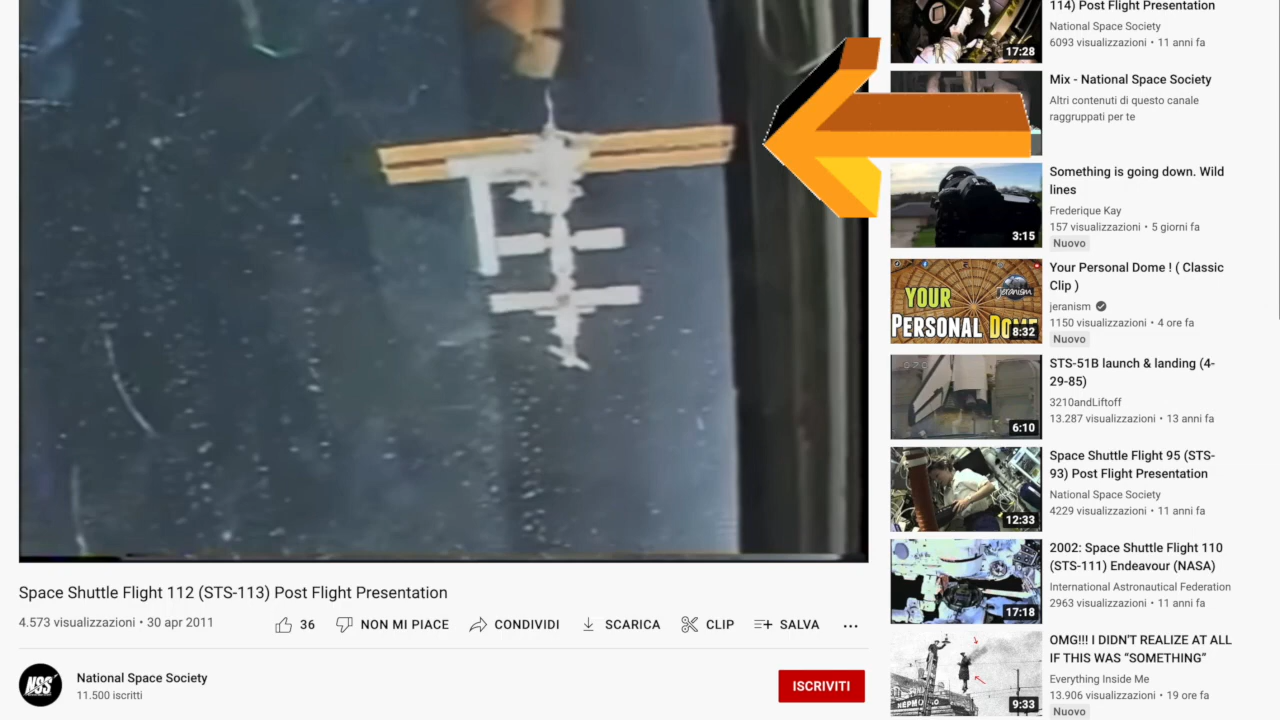 114) Post Flight Presentation
National Space Society
6093 visualizzazioni • 11 anni fa
17:28
Mix - National Space Society
Altri contenuti di questo canale
raggruppati per te
Something is going down. Wild
lines
Frederique Kay
157 visualizzazioni • 5 giorni fa
Nuovo
3:15
Your Personal Dome ! ( Classic
Clip )
jeranism
1150 visualizzazioni • 4 ore fa
Nuovo
YOUR
PERSONAL DOME
jeranism
8:32
STS-51B launch & landing (4-
29-85)
3210andLiftoff
13.287 visualizzazioni • 13 anni fa
6:10
Space Shuttle Flight 95 (STS-
93) Post Flight Presentation
National Space Society
4229 visualizzazioni • 11 anni fa
12:33
2002: Space Shuttle Flight 110
(STS-111) Endeavour (NASA)
International Astronautical Federation
2963 visualizzazioni • 11 anni fa
17:18
OMG!!! I DIDN'T REALIZE AT ALL
IF THIS WAS “SOMETHING”
Everything Inside Me
13.906 visualizzazioni • 19 ore fa
Nuovo
9:33
Space Shuttle Flight 112 (STS-113) Post Flight Presentation
4.573 visualizzazioni • 30 apr 2011
36 NON MI PIACE CONDIVIDI SCARICA CLIP SALVA ...
NSS
National Space Society
11.500 iscritti
ISCRIVITI